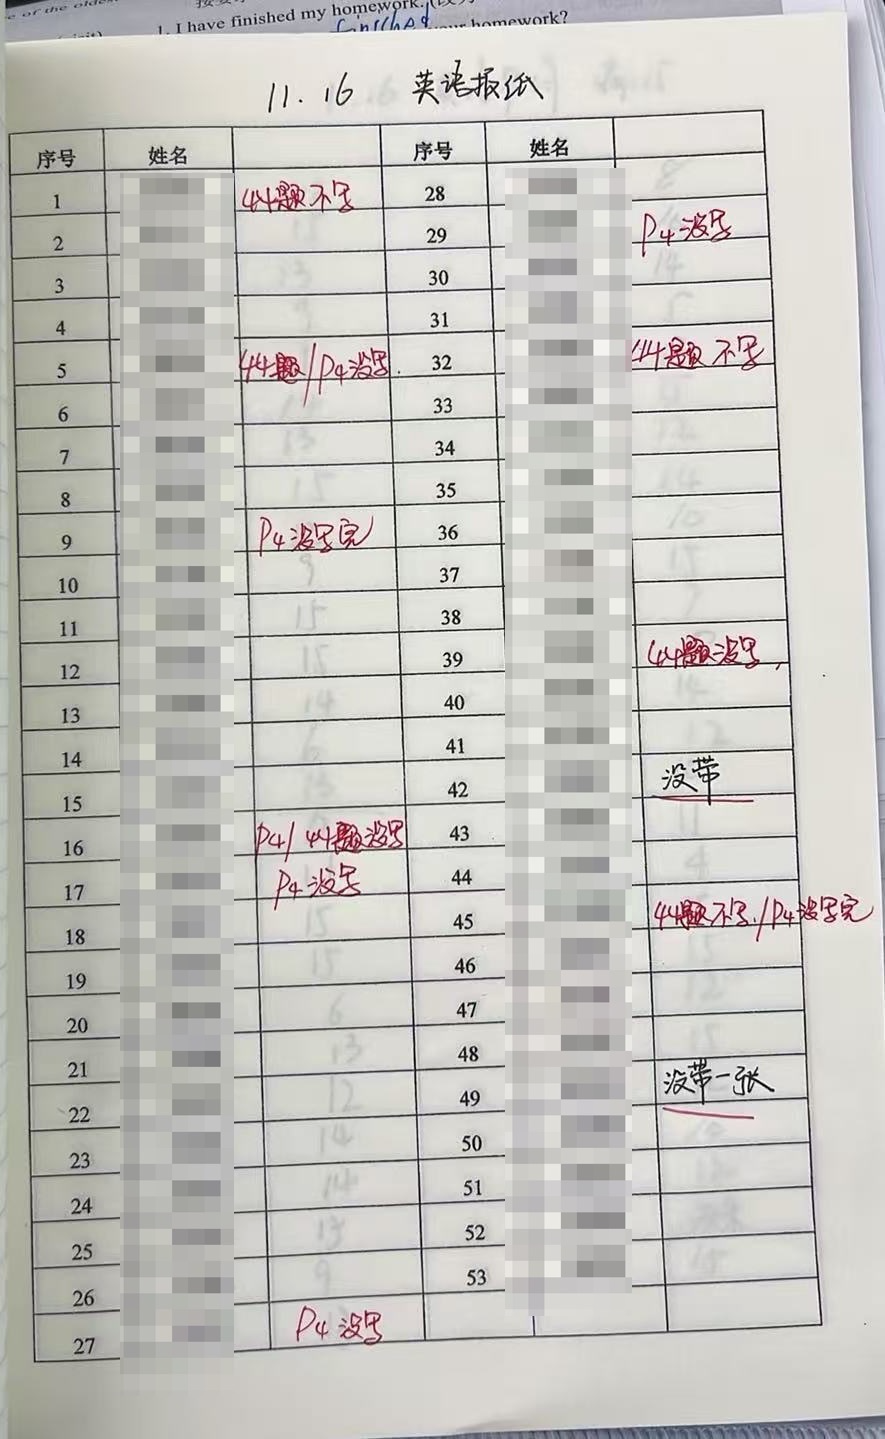 I have finished my homework.
finished
homework?
11.16 英语报纸
序号 姓名 序号 姓名
1 44题不写 28
2 29 P4没写
3 30
4 31
5 44题/P4没写 32 44题不写
6 33
7 34
8 35
9 P4没写完 36
10 37
11 38
12 39 44题没写,
13 40
14 41
15 42 没带
16 P4/44题没写 43
17 P4没写 44
18 45 44题不写./P4没写完
19 46
20 47
21 48
22 49 没带一张
23 50
24 51
25 52
26 53
27 P4没写